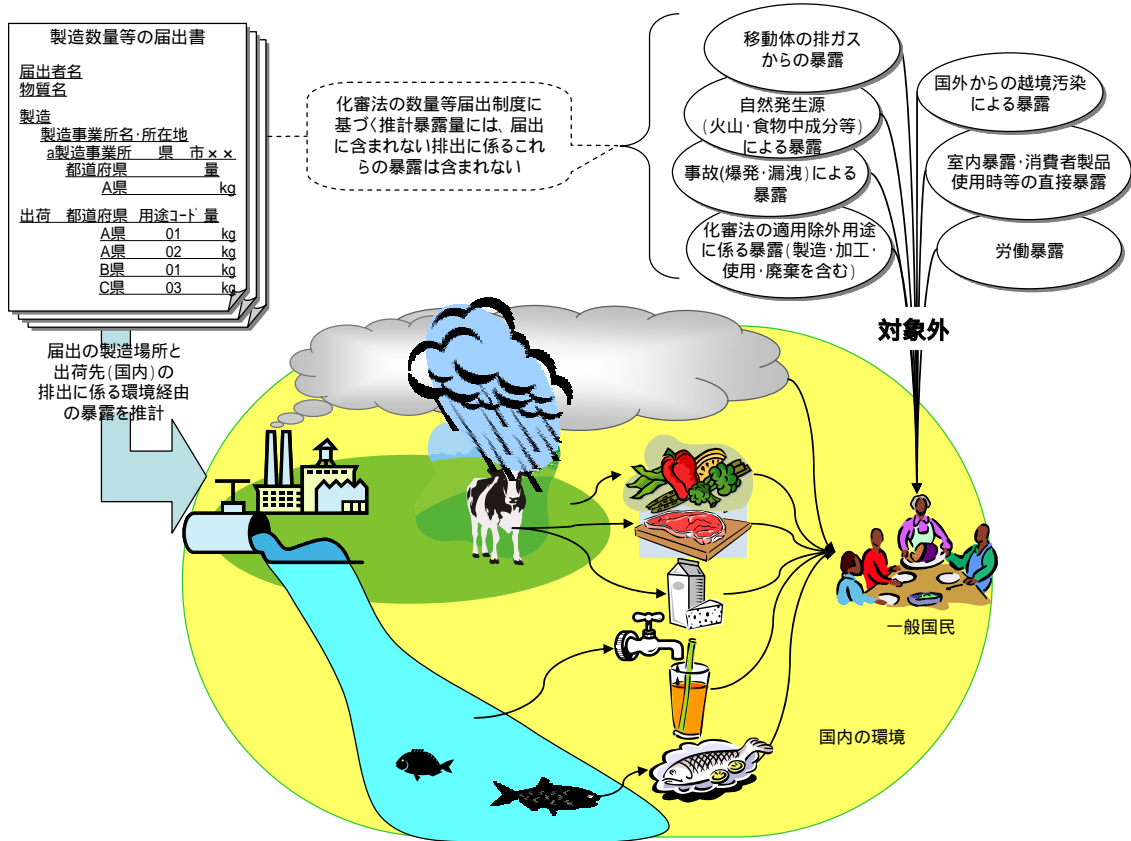 製造数量等の届出書
届出者名
物質名
製造
製造事業所名・所在地
a製造事業所　県　市××
都道府県　量
A県　kg
出荷　都道府県　用途コード　量
A県　01　kg
A県　02　kg
B県　01　kg
C県　03　kg
届出の製造場所と
出荷先(国内)の
排出に係る環境経由
の暴露を推計
化審法の数量等届出制度に
基づく推計暴露量には、届出
に含まれない排出に係るこれ
らの暴露は含まれない
移動体の排ガス
からの暴露
自然発生源
(火山・食物中成分等)
による暴露
事故(爆発・漏洩)による
暴露
化審法の適用除外用途
に係る暴露(製造・加工・
使用・廃棄を含む)
国外からの越境汚染
による暴露
室内暴露・消費者製品
使用時等の直接暴露
労働暴露
対象外
一般国民
国内の環境